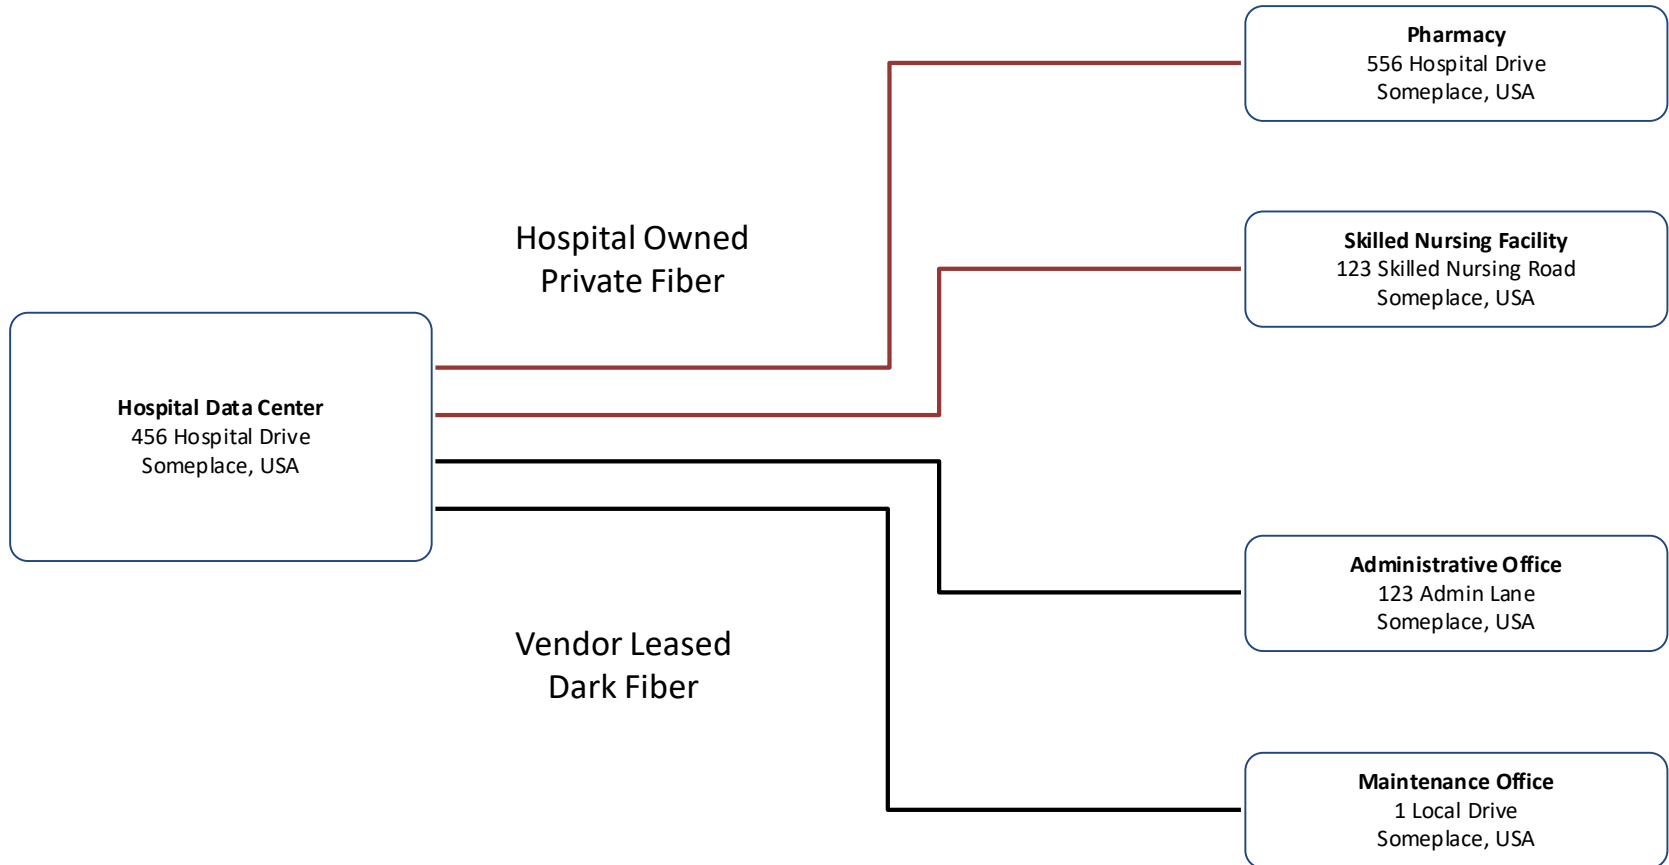 Pharmacy
556 Hospital Drive
Someplace, USA
Hospital Owned
Private Fiber
Skilled Nursing Facility
123 Skilled Nursing Road
Someplace, USA
Hospital Data Center
456 Hospital Drive
Someplace, USA
Vendor Leased
Dark Fiber
Administrative Office
123 Admin Lane
Someplace, USA
Maintenance Office
1 Local Drive
Someplace, USA